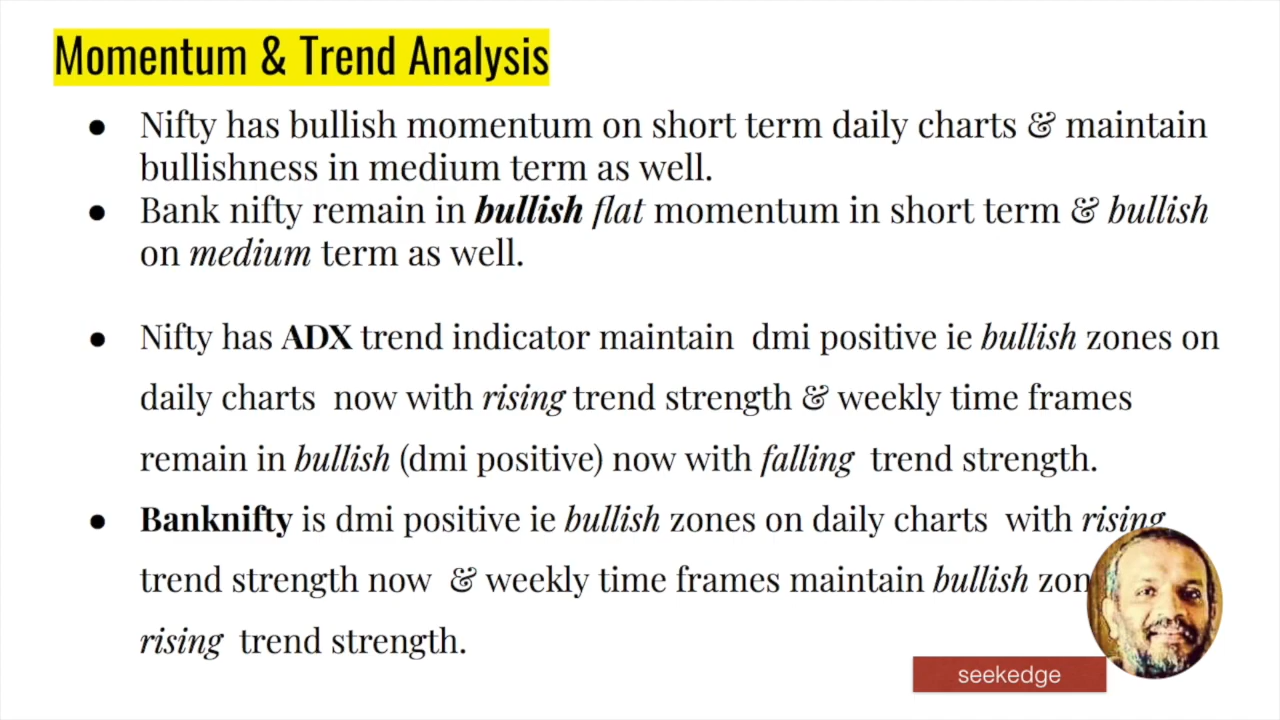 Momentum & Trend Analysis
● Nifty has bullish momentum on short term daily charts & maintain
bullishness in medium term as well.
● Bank nifty remain in bullish flat momentum in short term & bullish
on medium term as well.
● Nifty has ADX trend indicator maintain dmi positive ie bullish zones on
daily charts now with rising trend strength & weekly time frames
remain in bullish (dmi positive) now with falling trend strength.
● Banknifty is dmi positive ie bullish zones on daily charts with rising
trend strength now & weekly time frames maintain bullish
rising trend strength.
seekedge